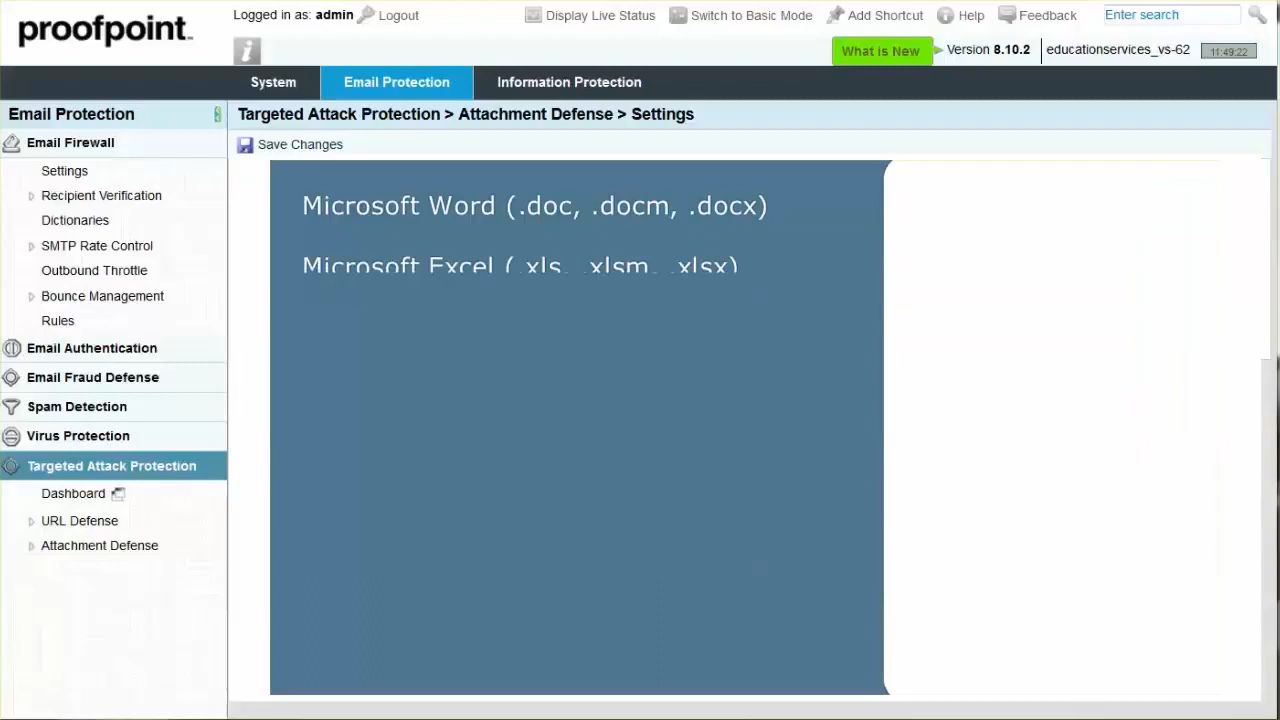 proofpoint
Logged in as: admin Logout
Display Live Status
Switch to Basic Mode
Add Shortcut
Help
Feedback
Enter search
What is New
Version 8.10.2
educationservices_vs-62
11:49:22
System
Email Protection
Information Protection
Email Protection
Targeted Attack Protection > Attachment Defense > Settings
Save Changes
Email Firewall
Settings
Recipient Verification
Dictionaries
SMTP Rate Control
Outbound Throttle
Bounce Management
Rules
Email Authentication
Email Fraud Defense
Spam Detection
Virus Protection
Targeted Attack Protection
Dashboard
URL Defense
Attachment Defense
Microsoft Word (.doc, .docm, .docx)
Microsoft Excel (.xls, .xlsm, .xlsx)